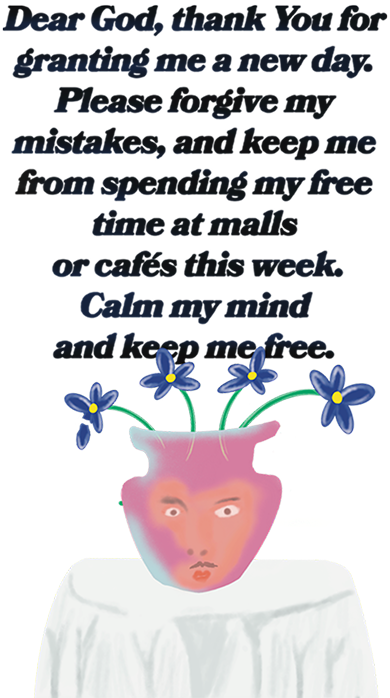 Dear God, thank You for
granting me a new day.
Please forgive my
mistakes, and keep me
from spending my free
time at malls
or cafés this week.
Calm my mind
and keep me free.